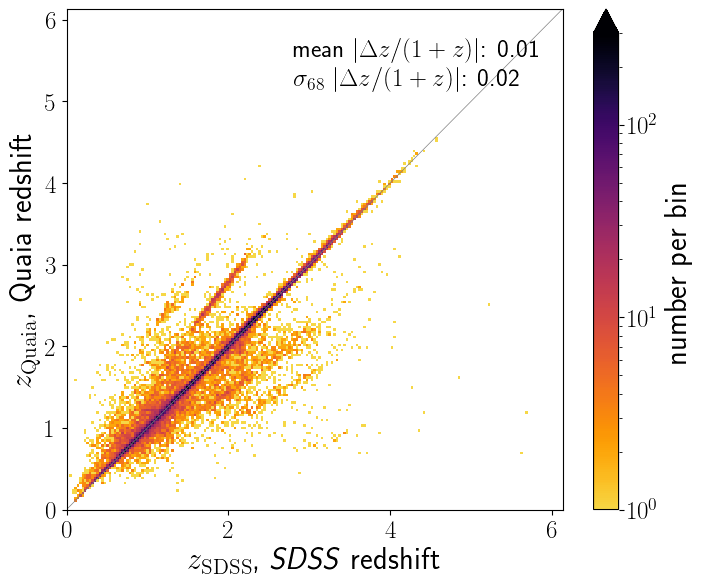 mean |Δz/(1 + z)|: 0.01
σ68 |Δz/(1 + z)|: 0.02
6
5
4
3
2
1
0
zQuaia, Quaia redshift
0 2 4 6
zSDSS, SDSS redshift
10^2
10^1
10^0
number per bin